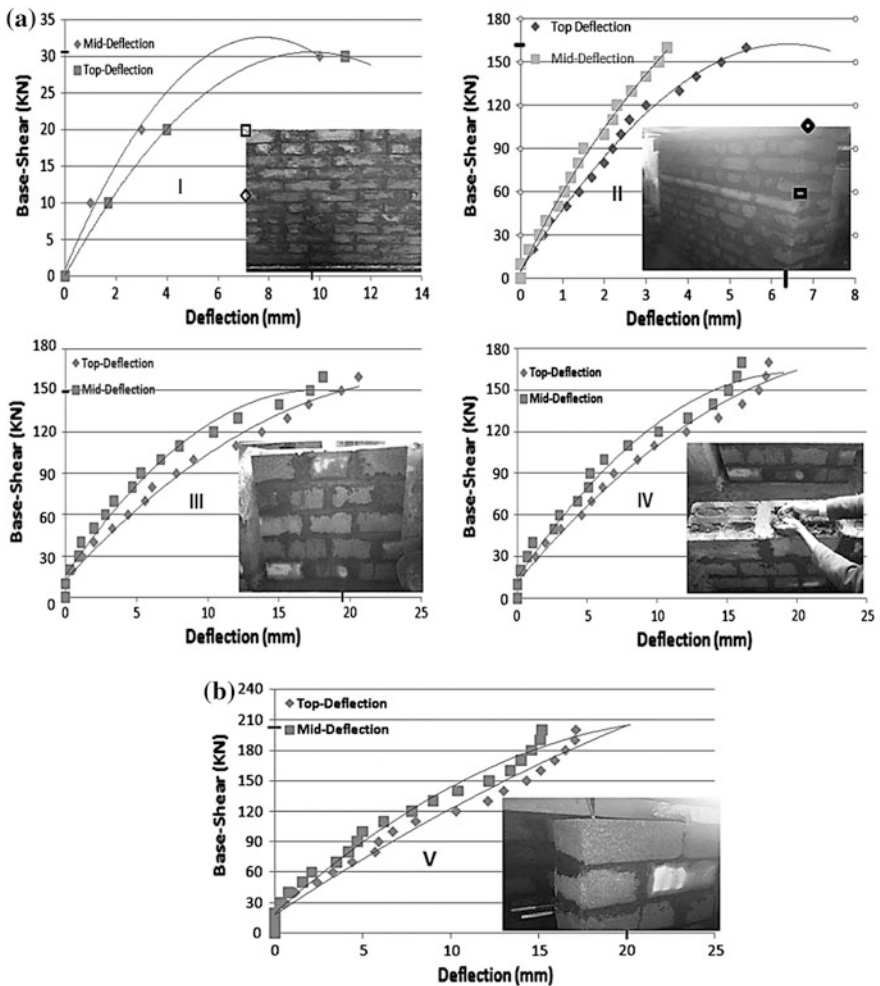 (a)
35
30
25
20
15
10
5
0
Base-Shear (KN)
Mid-Deflection
Top-Deflection
I
0 2 4 6 8 10 12 14
Deflection (mm)
180
150
120
90
60
30
0
Base-Shear (KN)
Top Deflection
Mid-Deflection
II
0 1 2 3 4 5 6 7 8
Deflection (mm)
180
150
120
90
60
30
0
Base-Shear (KN)
Top-Deflection
Mid-Deflection
III
0 5 10 15 20 25
Deflection (mm)
180
160
140
120
100
80
60
40
20
0
Base-Shear (KN)
Top-Deflection
Mid-Deflection
IV
0 5 10 15 20 25
Deflection (mm)
(b)
240
210
180
150
120
90
60
30
0
Base-Shear (KN)
Top-Deflection
Mid-Deflection
V
0 5 10 15 20 25
Deflection (mm)